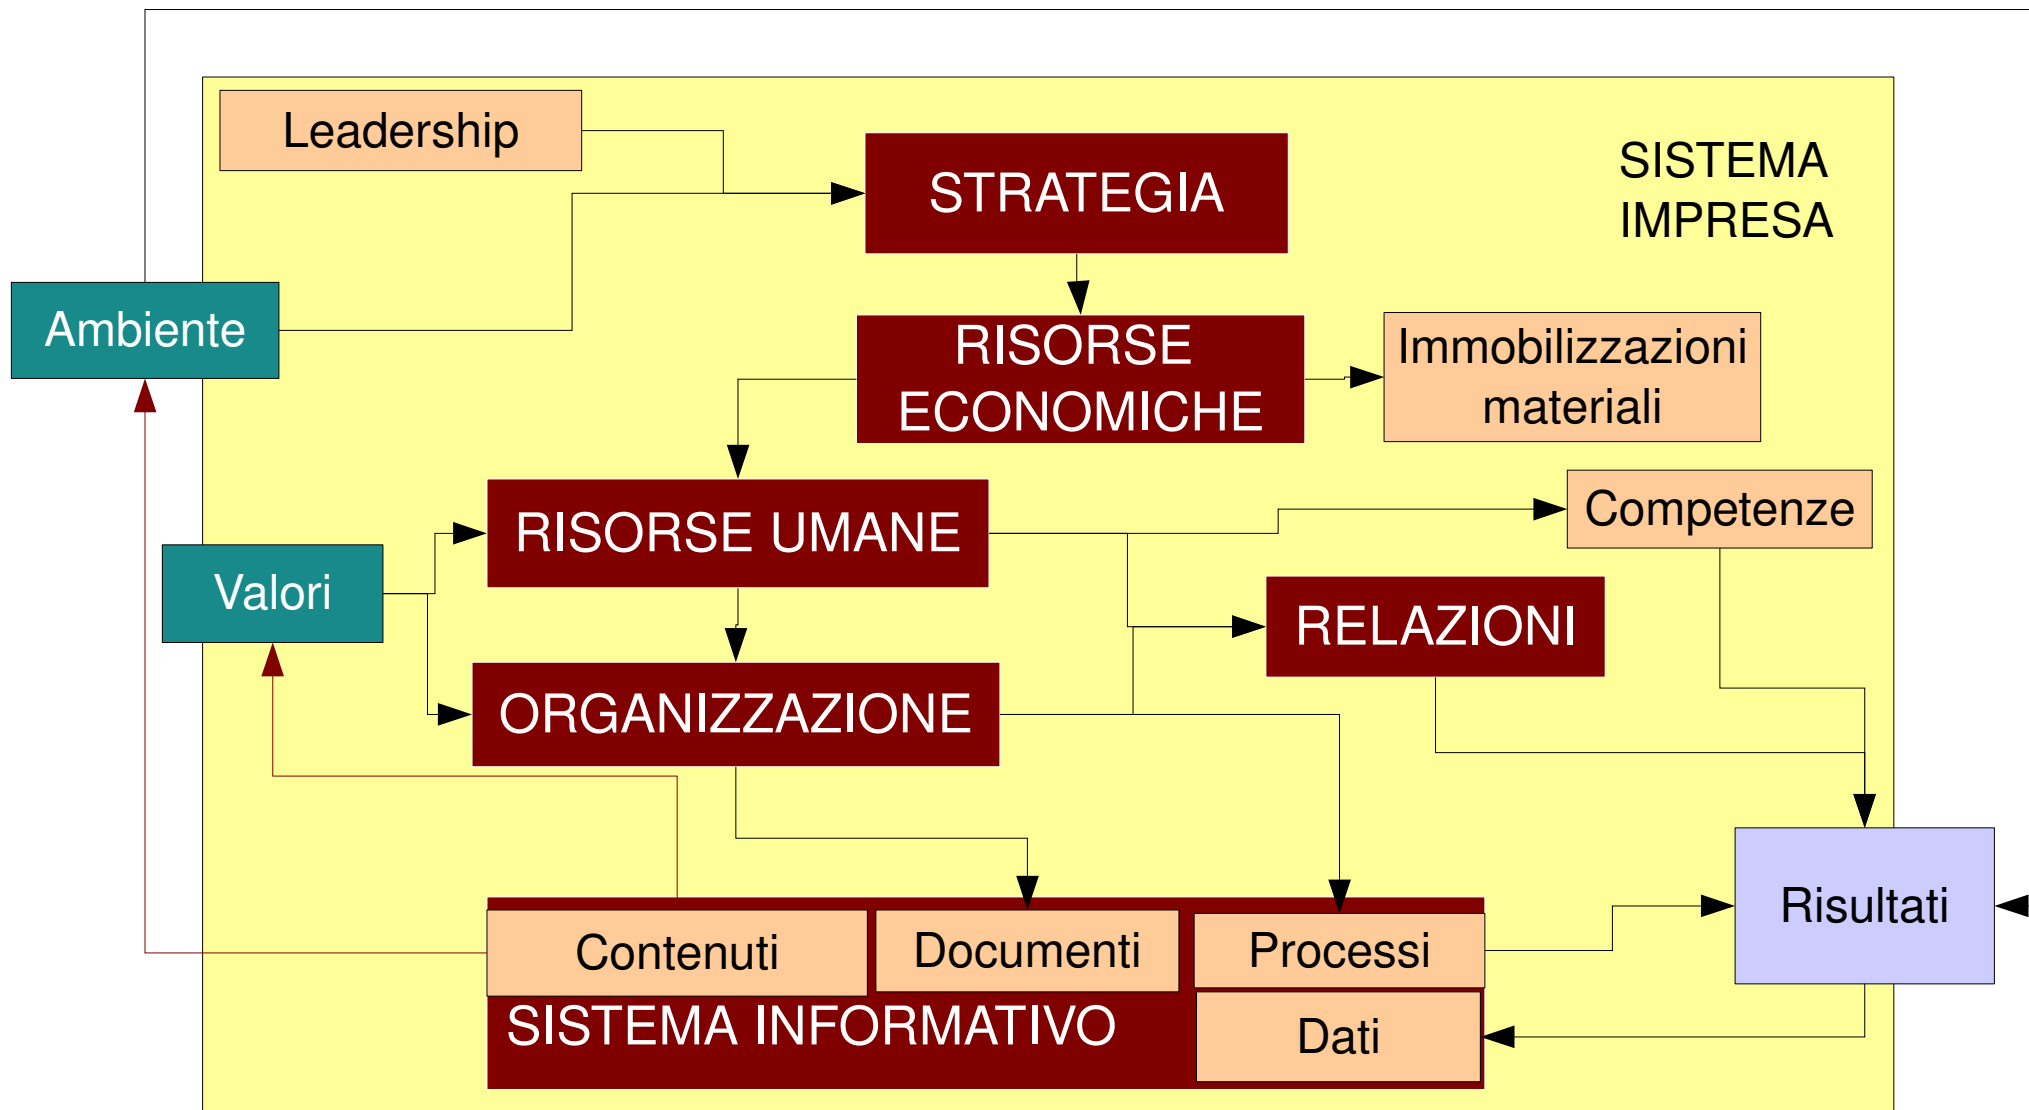 Leadership
STRATEGIA
SISTEMA
IMPRESA
Ambiente
RISORSE
ECONOMICHE
Immobilizzazioni
materiali
RISORSE UMANE
Competenze
Valori
RELAZIONI
ORGANIZZAZIONE
Contenuti
Documenti
Processi
Risultati
SISTEMA INFORMATIVO
Dati